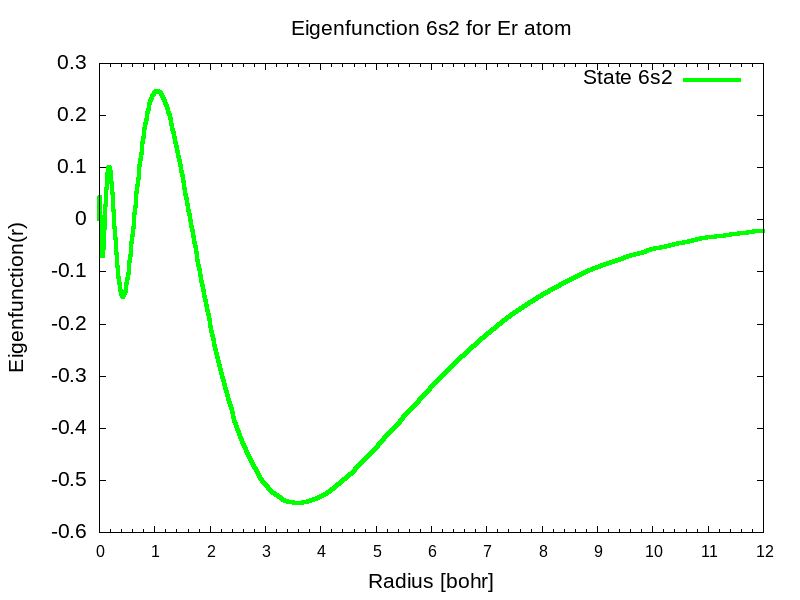 Eigenfunction 6s2 for Er atom
State 6s2
0.3
0.2
0.1
0
-0.1
-0.2
-0.3
-0.4
-0.5
-0.6
Eigenfunction(r)
0 1 2 3 4 5 6 7 8 9 10 11 12
Radius [bohr]